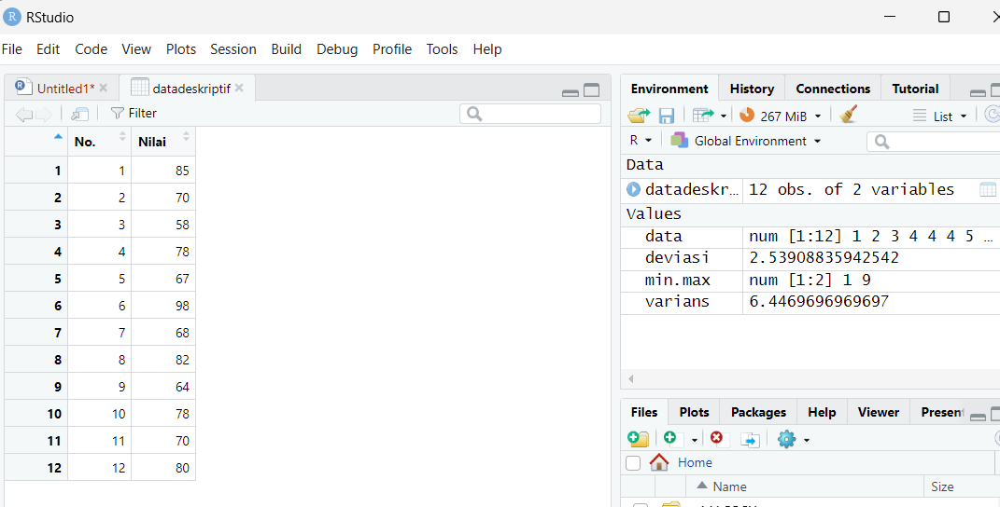 RStudio
File Edit Code View Plots Session Build Debug Profile Tools Help
Untitled1* datadeskriptif
Filter
No. Nilai
1 1 85
2 2 70
3 3 58
4 4 78
5 5 67
6 6 98
7 7 68
8 8 82
9 9 64
10 10 78
11 11 70
12 12 80
Environment History Connections Tutorial
267 MiB List
R Global Environment
Data
datadeskr... 12 obs. of 2 variables
Values
data num [1:12] 1 2 3 4 4 4 5 ...
deviasi 2.53908835942542
min.max num [1:2] 1 9
varians 6.4469696969697
Files Plots Packages Help Viewer Presen
Home
Name Size